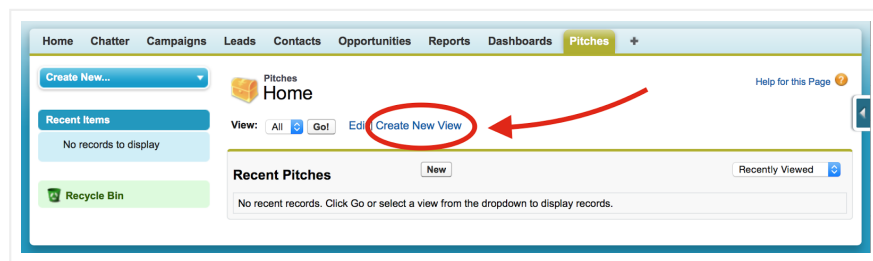 Home Chatter Campaigns Leads Contacts Opportunities Reports Dashboards Pitches +
Create New...
Pitches
Home
Help for this Page ?
Recent Items
No records to display
View: All Go! Edit | Create New View
Recent Pitches New Recently Viewed
No recent records. Click Go or select a view from the dropdown to display records.
Recycle Bin